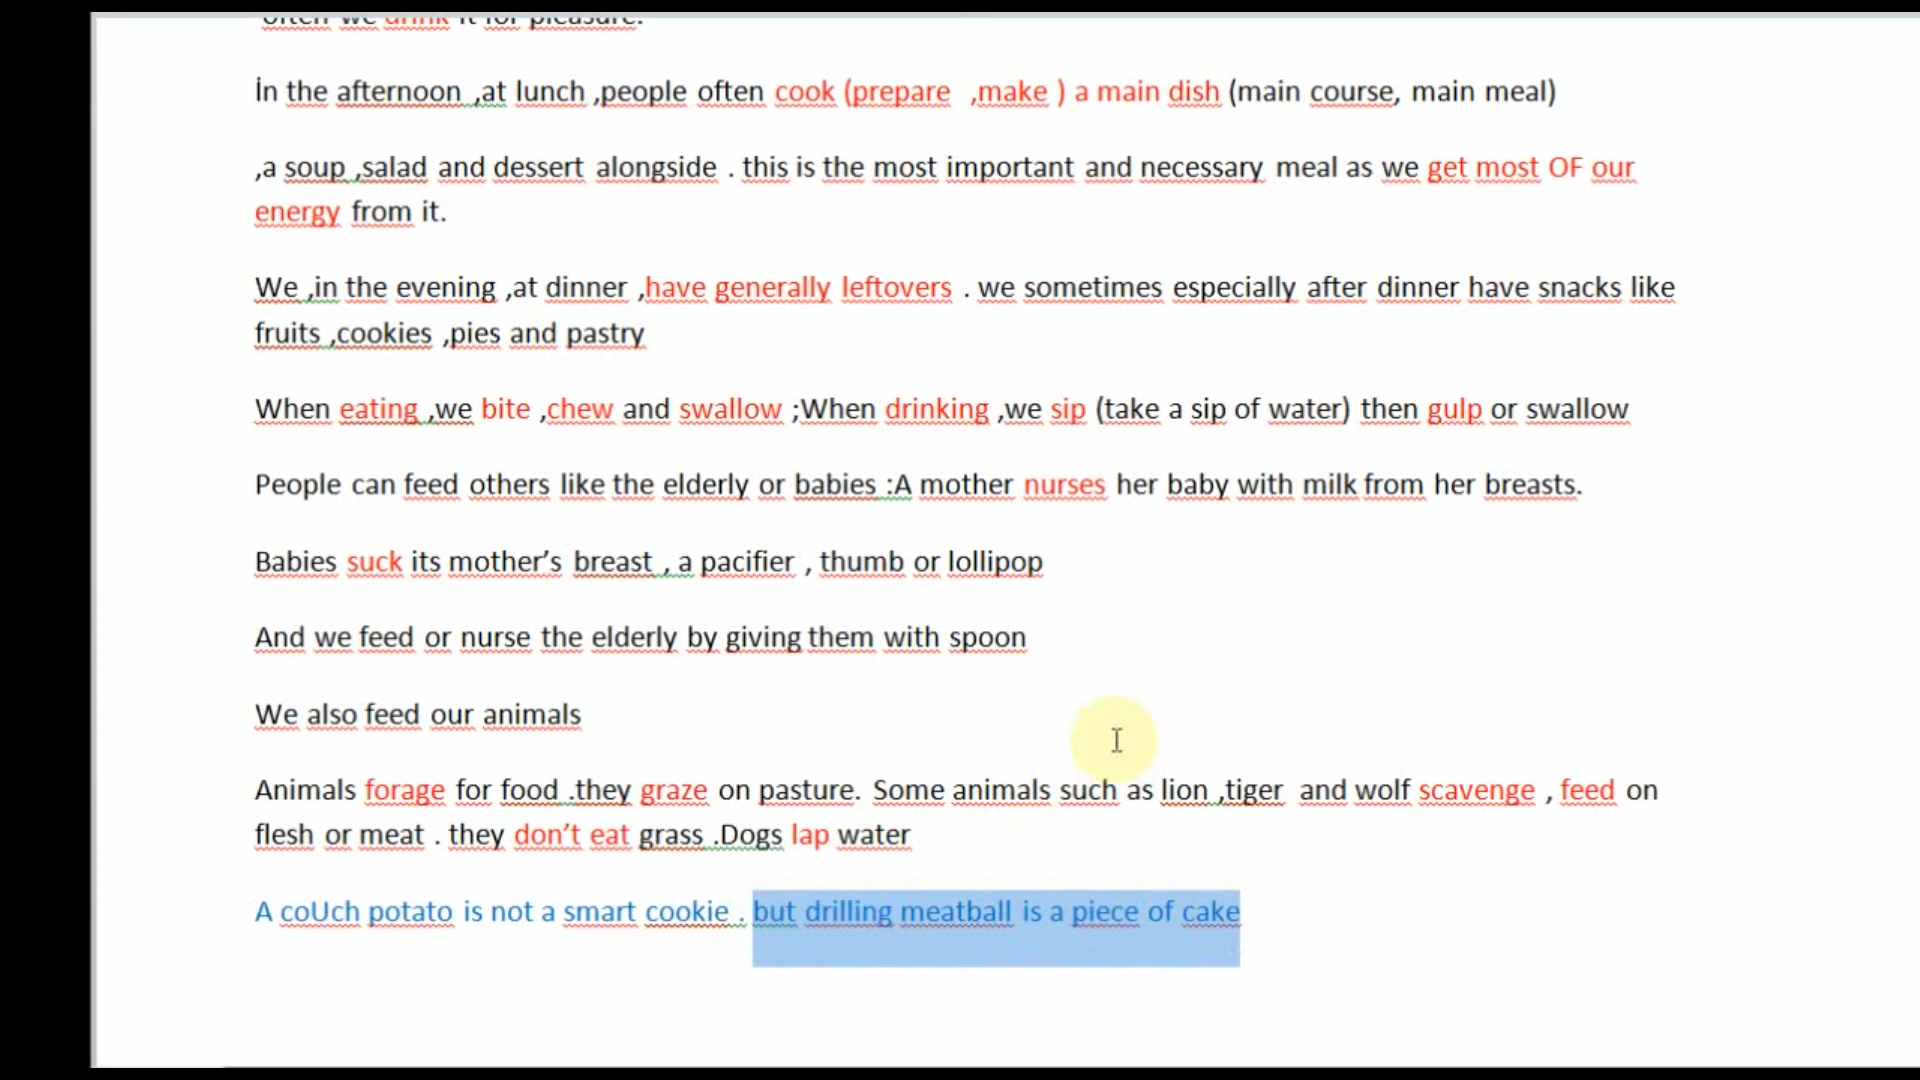 often we drink it for pleasure.
İn the afternoon ,at lunch ,people often cook (prepare ,make ) a main dish (main course, main meal)
,a soup ,salad and dessert alongside . this is the most important and necessary meal as we get most OF our
energy from it.
We ,in the evening ,at dinner ,have generally leftovers . we sometimes especially after dinner have snacks like
fruits ,cookies ,pies and pastry
When eating ,we bite ,chew and swallow ;When drinking ,we sip (take a sip of water) then gulp or swallow
People can feed others like the elderly or babies :A mother nurses her baby with milk from her breasts.
Babies suck its mother’s breast , a pacifier , thumb or lollipop
And we feed or nurse the elderly by giving them with spoon
We also feed our animals
Animals forage for food .they graze on pasture. Some animals such as lion ,tiger and wolf scavenge , feed on
flesh or meat . they don’t eat grass .Dogs lap water
A coUch potato is not a smart cookie . but drilling meatball is a piece of cake